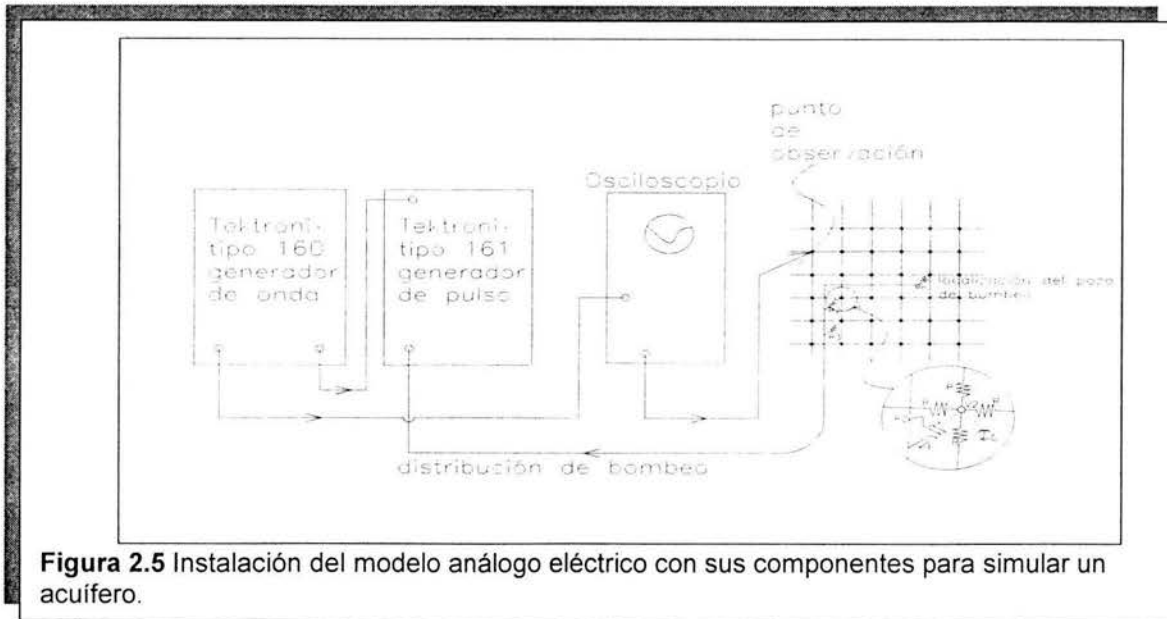 punto
de
observación
Osciloscopio
Tektronix
tipo 160
generador
de onda
Tektronix
tipo 161
generador
de pulso
localización del pozo
de bombeo
R
R
distribución de bombeo
Figura 2.5 Instalación del modelo análogo eléctrico con sus componentes para simular un
acuífero.